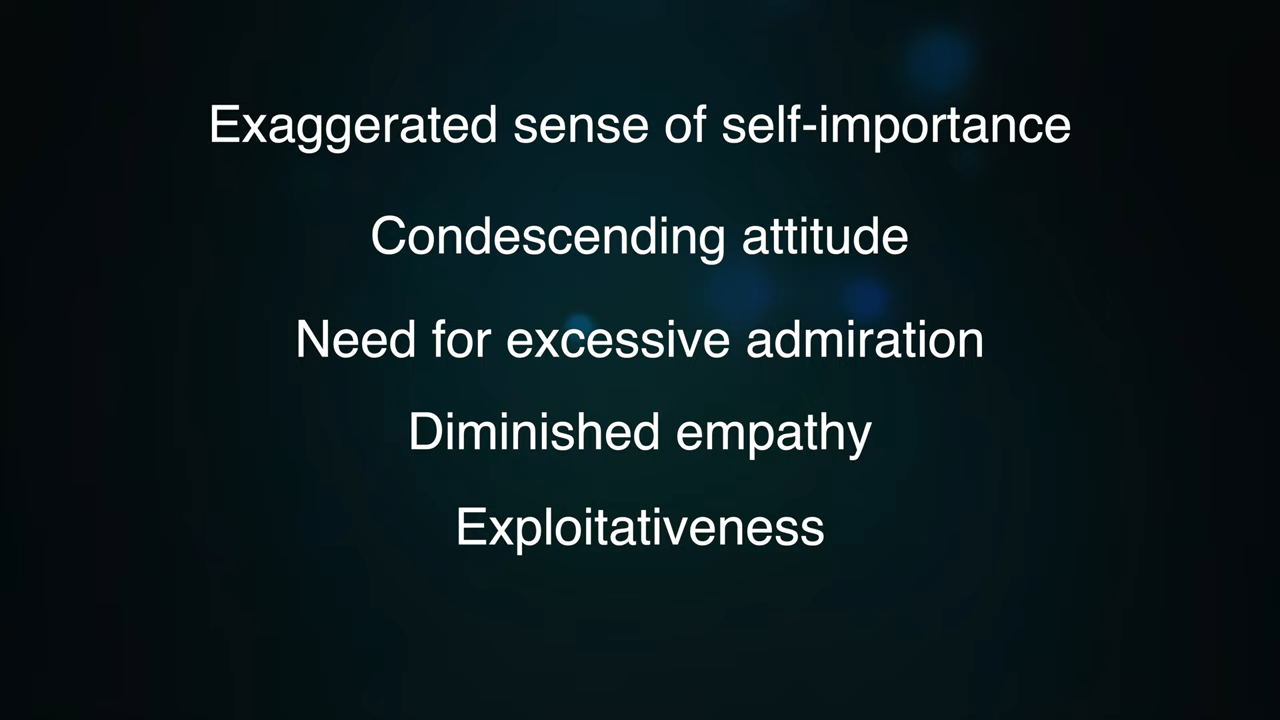 Exaggerated sense of self-importance
Condescending attitude
Need for excessive admiration
Diminished empathy
Exploitativeness